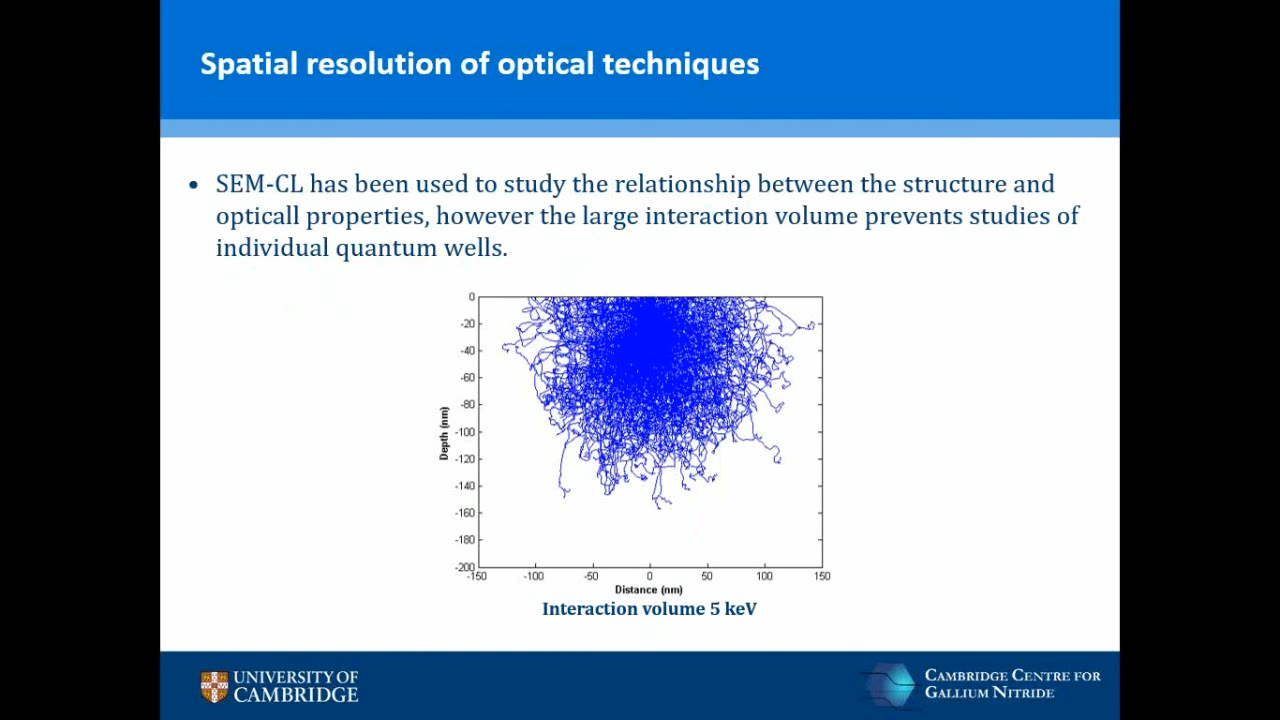 Spatial resolution of optical techniques
• SEM-CL has been used to study the relationship between the structure and
opticall properties, however the large interaction volume prevents studies of
individual quantum wells.
0
-20
-40
-60
-80
-100
-120
-140
-160
-180
-200
Depth (nm)
-150 -100 -50 0 50 100 150
Distance (nm)
Interaction volume 5 keV
UNIVERSITY OF
CAMBRIDGE
CAMBRIDGE CENTRE FOR
GALLIUM NITRIDE